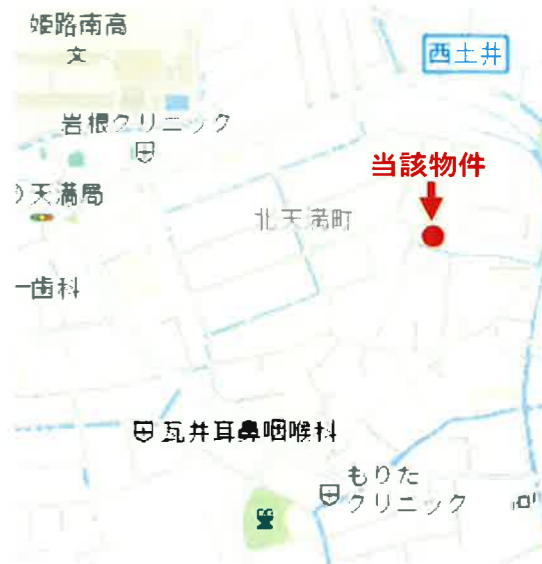 姫路南高
文
西土井
岩根クリニック
当該物件
天満局
北天満町
歯科
瓦井耳鼻咽喉科
もりた
クリニック